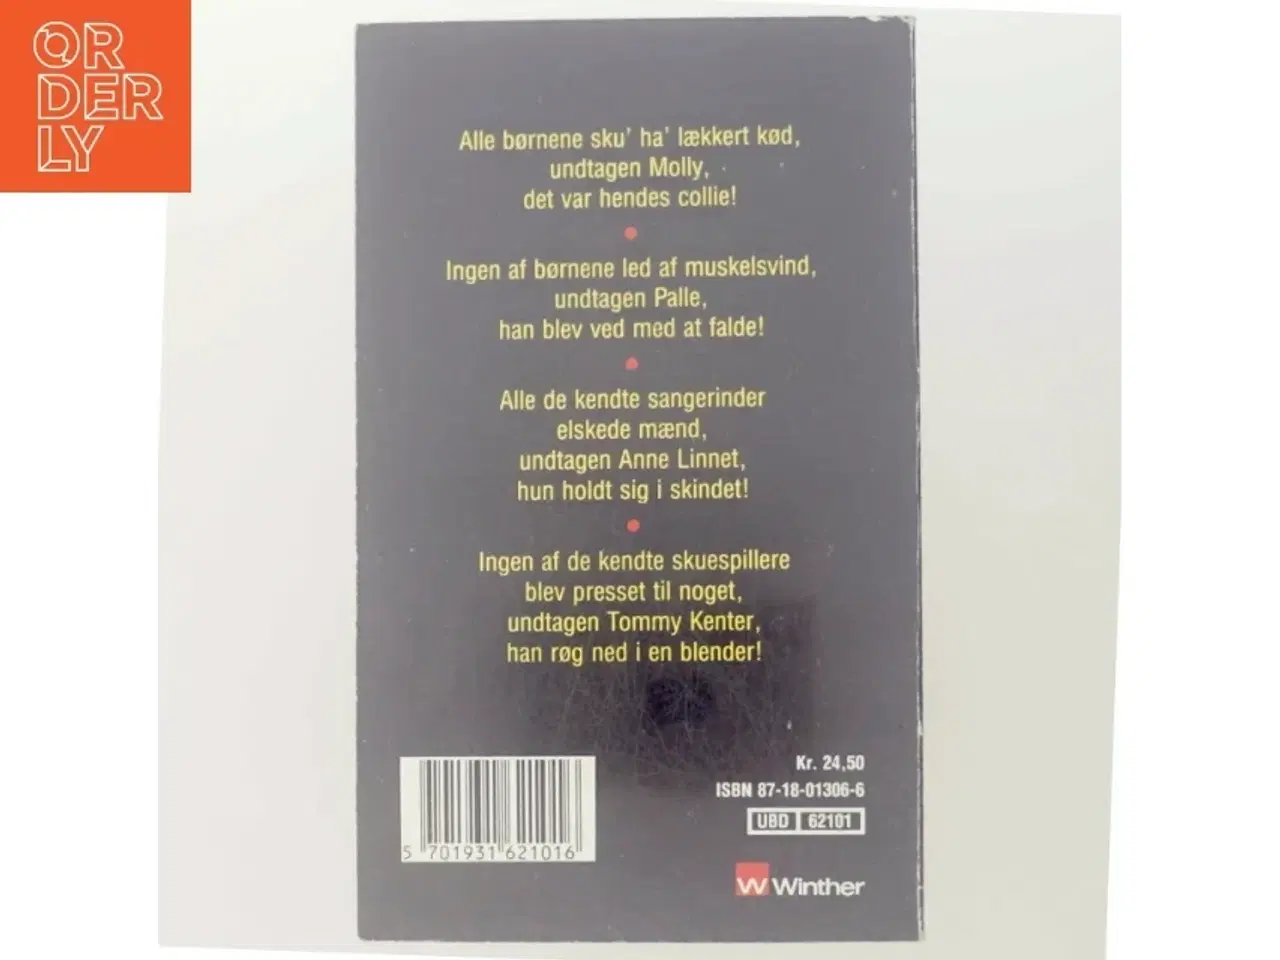 ORDERLY
Alle børnene sku' ha' lækkert kød,
undtagen Molly,
det var hendes collie!
Ingen af børnene led af muskelsvind,
undtagen Palle,
han blev ved med at falde!
Alle de kendte sangerinder
elskede mænd,
undtagen Anne Linnet,
hun holdt sig i skindet!
Ingen af de kendte skuespillere
blev presset til noget,
undtagen Tommy Kenter,
han røg ned i en blender!
Kr. 24,50
ISBN 87-18-01306-6
UBD 62101
5 701931 621016
W Winther